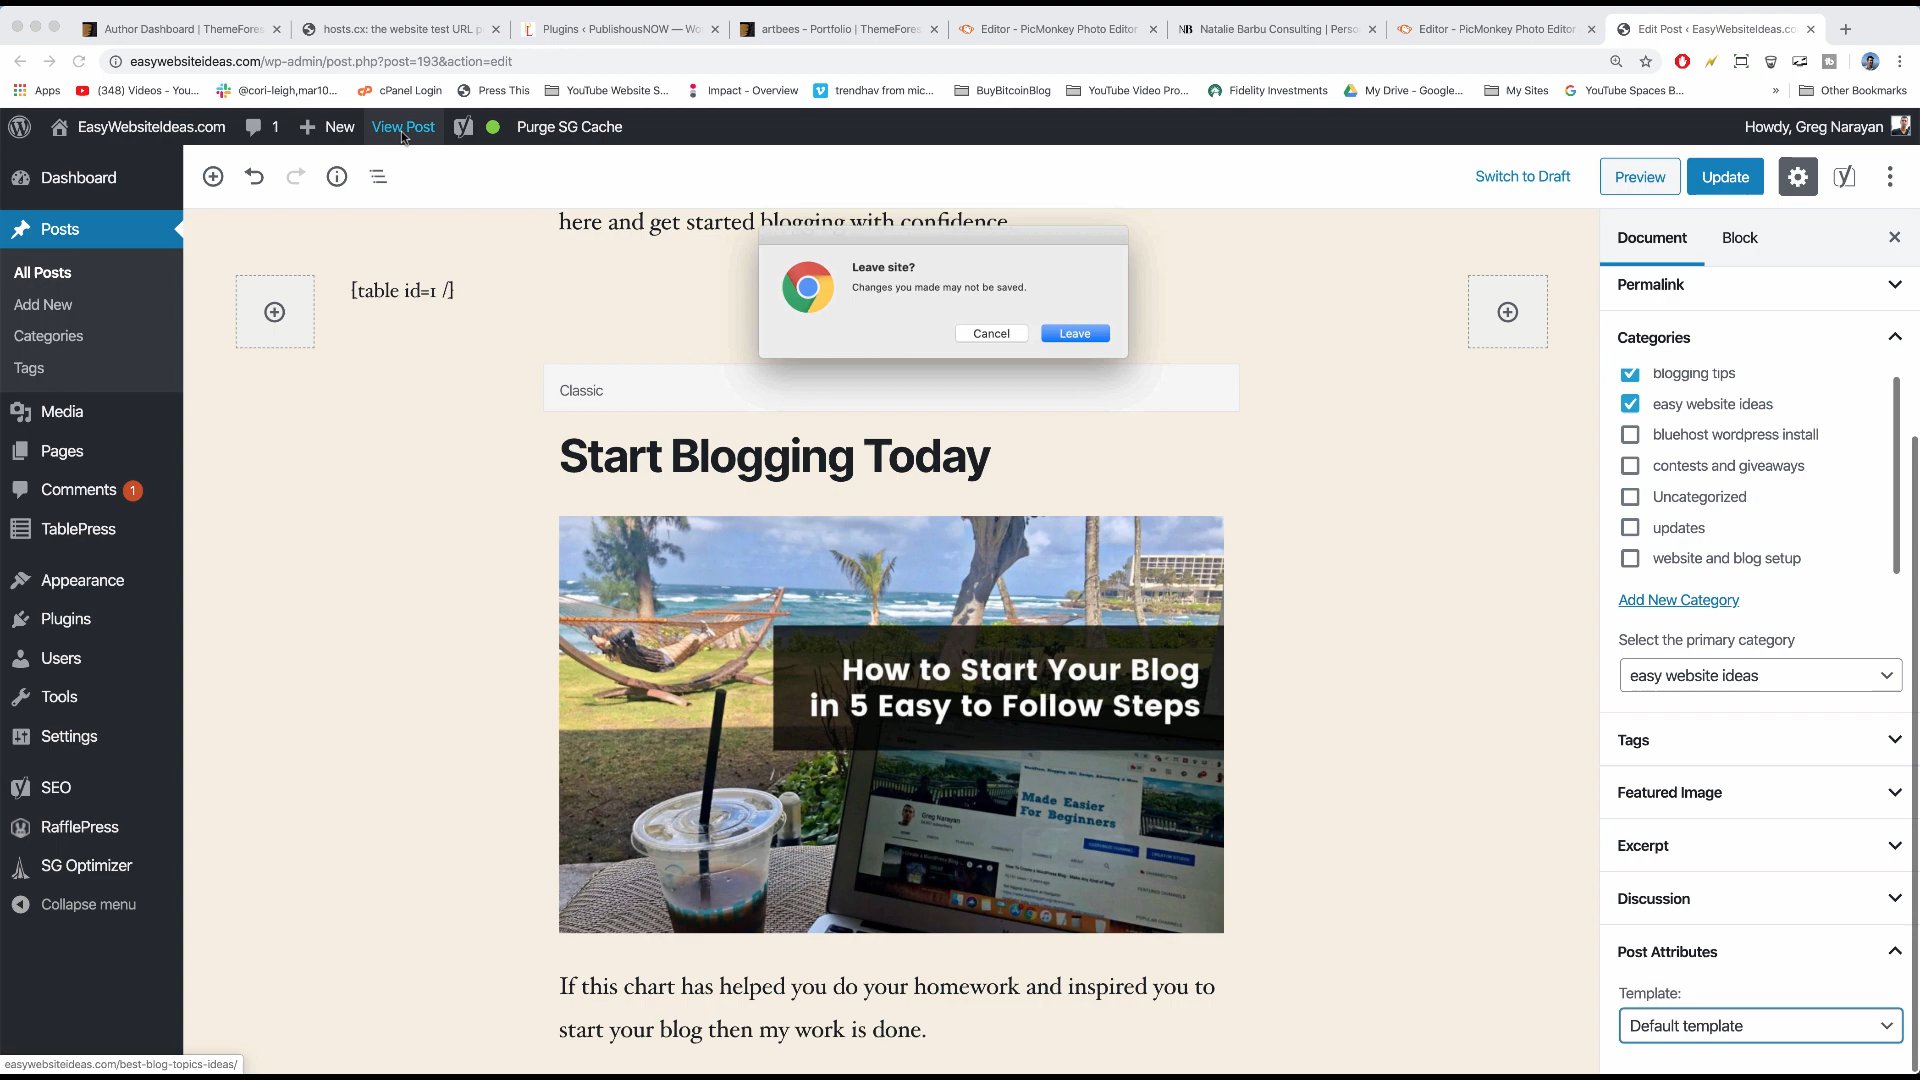 Author Dashboard | ThemeFores
hosts.cx: the website test URL p
Plugins ‹ PublishousNOW — Wo
artbees – Portfolio | ThemeFores
Editor - PicMonkey Photo Editor
Natalie Barbu Consulting | Perso
Editor - PicMonkey Photo Editor
Edit Post ‹ EasyWebsiteIdeas.co
easywebsiteideas.com/wp-admin/post.php?post=193&action=edit
Apps
(348) Videos - You...
@cori-leigh,mar10...
cPanel Login
Press This
YouTube Website S...
Impact - Overview
trendhav from mic...
BuyBitcoinBlog
YouTube Video Pro...
Fidelity Investments
My Drive - Google...
My Sites
YouTube Spaces B...
»
Other Bookmarks
EasyWebsiteIdeas.com
1
New
View Post
Purge SG Cache
Howdy, Greg Narayan
Dashboard
Posts
All Posts
Add New
Categories
Tags
Media
Pages
Comments 1
TablePress
Appearance
Plugins
Users
Tools
Settings
SEO
RafflePress
SG Optimizer
Collapse menu
easywebsiteideas.com/best-blog-topics-ideas/
Switch to Draft
Preview
Update
here and get started blogging with confidence
[table id=1 /]
Leave site?
Changes you made may not be saved.
Cancel
Leave
Classic
Start Blogging Today
How to Start Your Blog
in 5 Easy to Follow Steps
Made Easier
For Beginners
Greg Narayan
If this chart has helped you do your homework and inspired you to
start your blog then my work is done.
Document
Block
Permalink
Categories
blogging tips
easy website ideas
bluehost wordpress install
contests and giveaways
Uncategorized
updates
website and blog setup
Add New Category
Select the primary category
easy website ideas
Tags
Featured Image
Excerpt
Discussion
Post Attributes
Template:
Default template